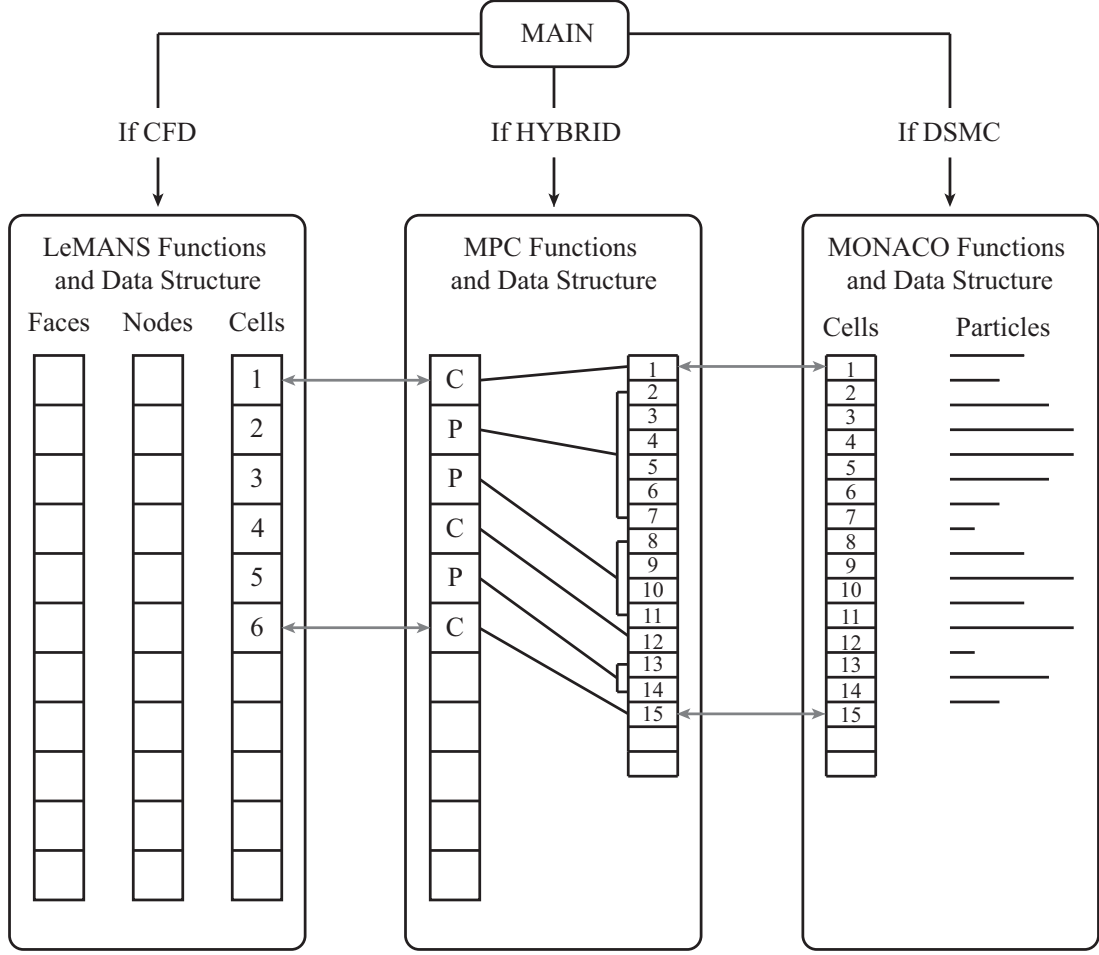 MAIN
If CFD
If HYBRID
If DSMC
LeMANS Functions
and Data Structure
Faces Nodes Cells
1
2
3
4
5
6
MPC Functions
and Data Structure
C
P
P
C
P
C
1
2
3
4
5
6
7
8
9
10
11
12
13
14
15
MONACO Functions
and Data Structure
Cells Particles
1
2
3
4
5
6
7
8
9
10
11
12
13
14
15